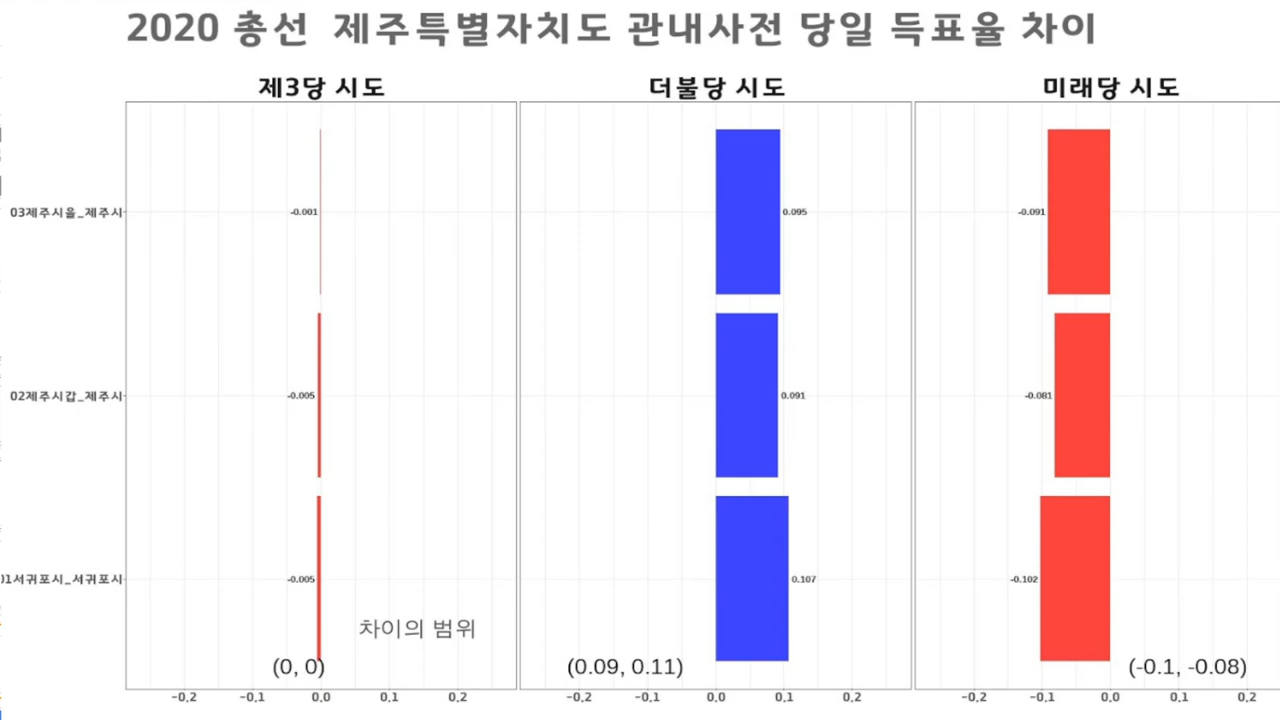 2020 총선 제주특별자치도 관내사전 당일 득표율 차이
제3당 시도
더불당 시도
미래당 시도
03제주시을_제주시
-0.001
0.095
-0.091
02제주시갑_제주시
-0.005
0.091
-0.081
01서귀포시_서귀포시
-0.005
0.107
-0.102
차이의 범위
(0, 0)
(0.09, 0.11)
(-0.1, -0.08)
-0.2 -0.1 0.0 0.1 0.2
-0.2 -0.1 0.0 0.1 0.2
-0.2 -0.1 0.0 0.1 0.2